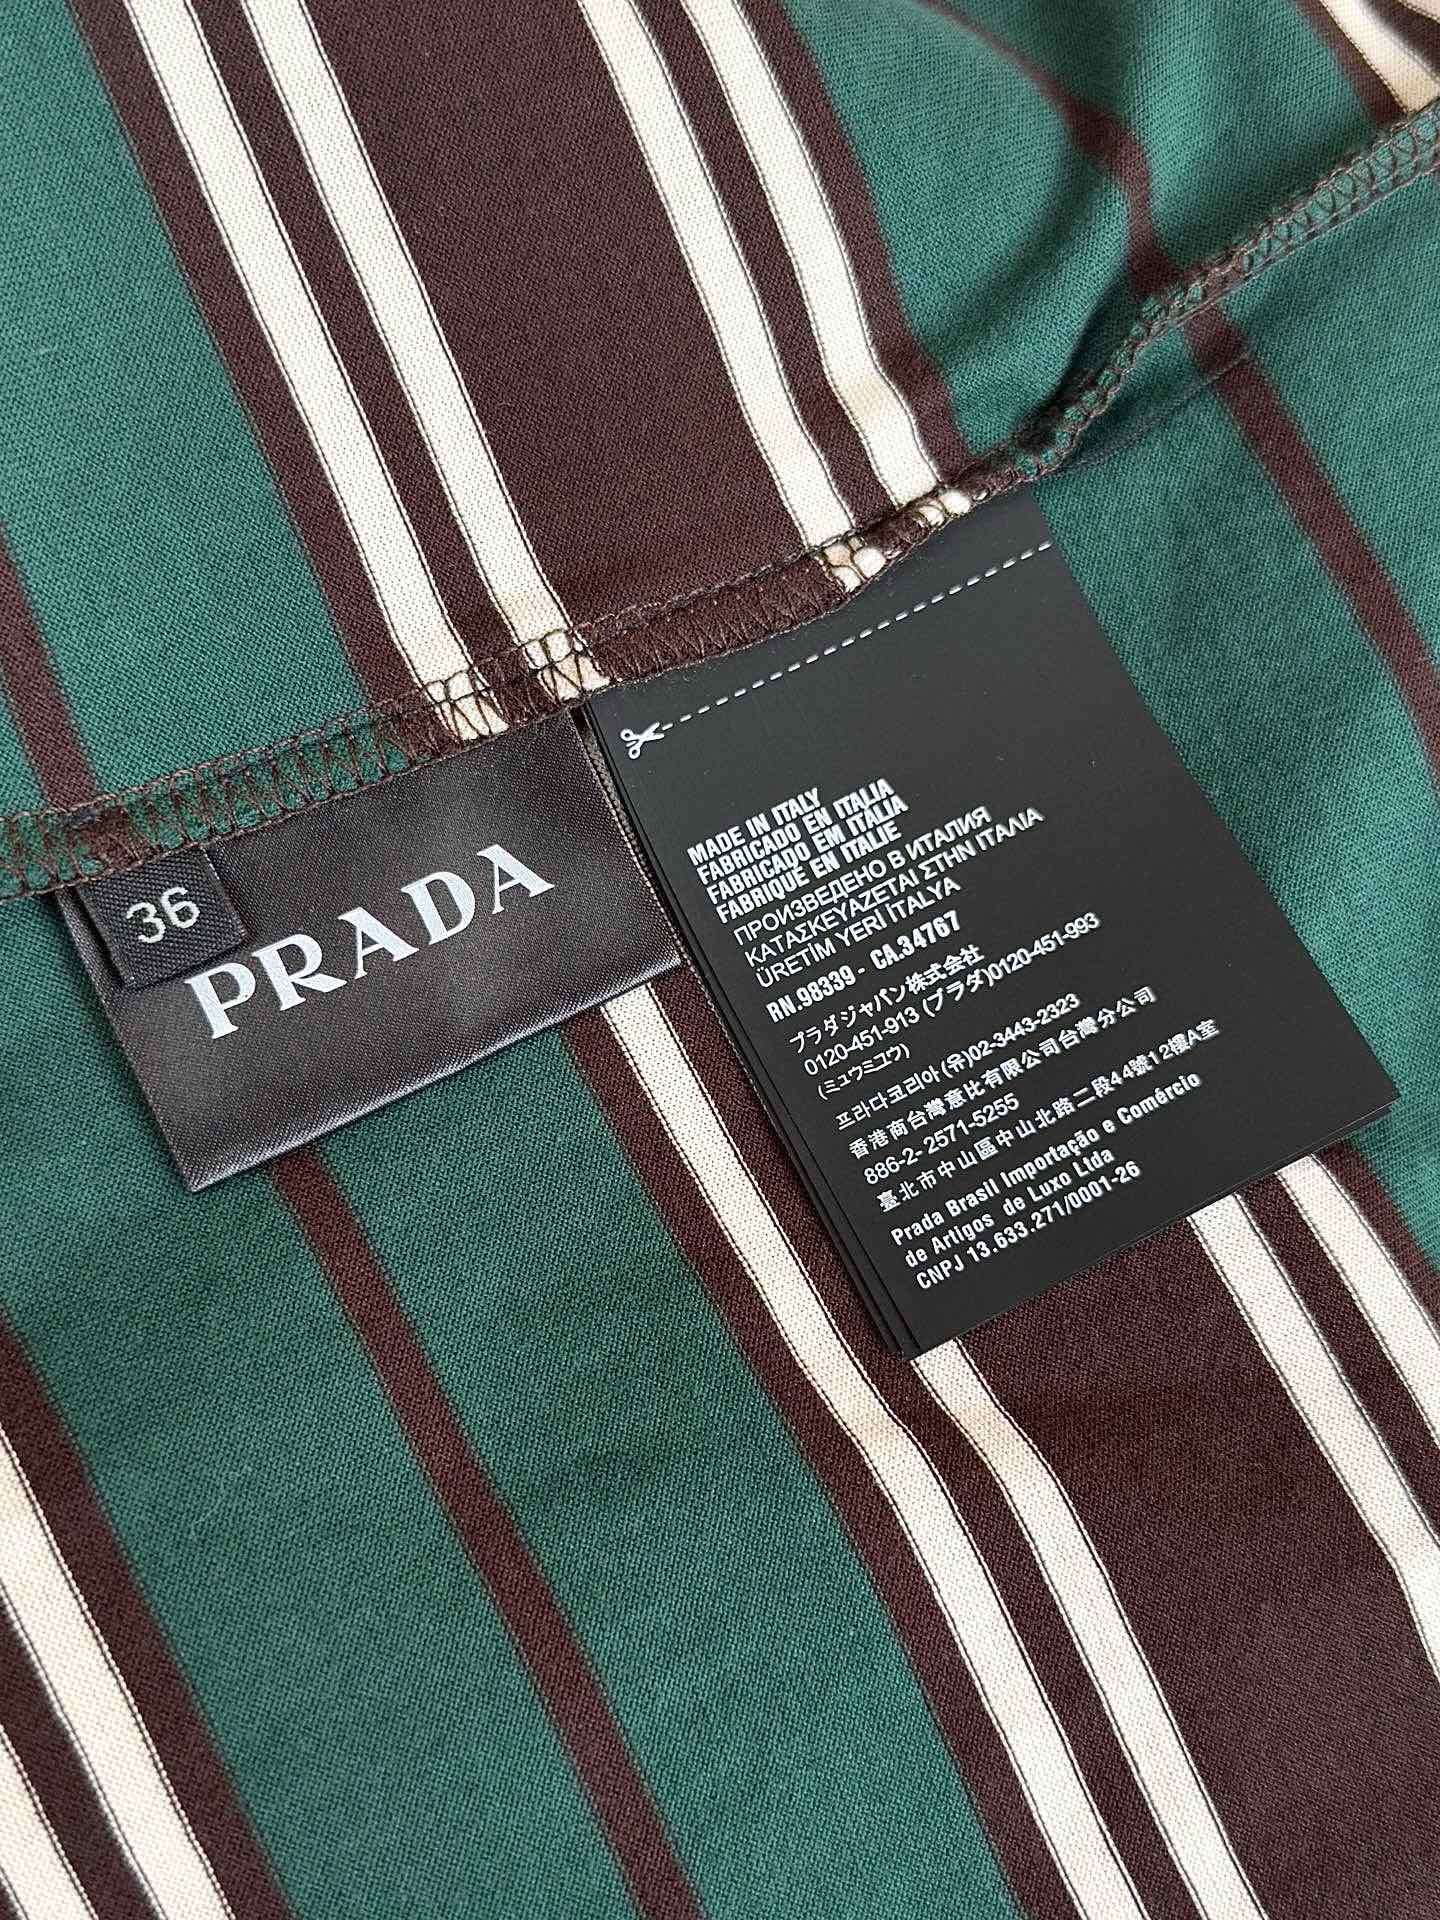 36
PRADA
MADE IN ITALY
FABRICADO EN ITALIA
FABRICADO EM ITÁLIA
FABRIQUE EN ITALIE
ПРОИЗВЕДЕНО В ИТАЛИЯ
ΚΑΤΑΣΚΕΥΑΖΕΤΑΙ ΣΤΗΝ ΙΤΑΛΙΑ
ÜRETİM YERİ İTALYA
RN.98339 - CA.34767
プラダジャパン株式会社
0120-451-913 (プラダ)0120-451-993
(ミュウミュウ)
프라다코리아(유)02-3443-2323
香港商台灣意比有限公司台灣分公司
886-2- 2571-5255
臺北市中山區中山北路二段44號12樓A室
Prada Brasil Importação e Comércio
de Artigos de Luxo Ltda
CNPJ 13.633.271/0001-26